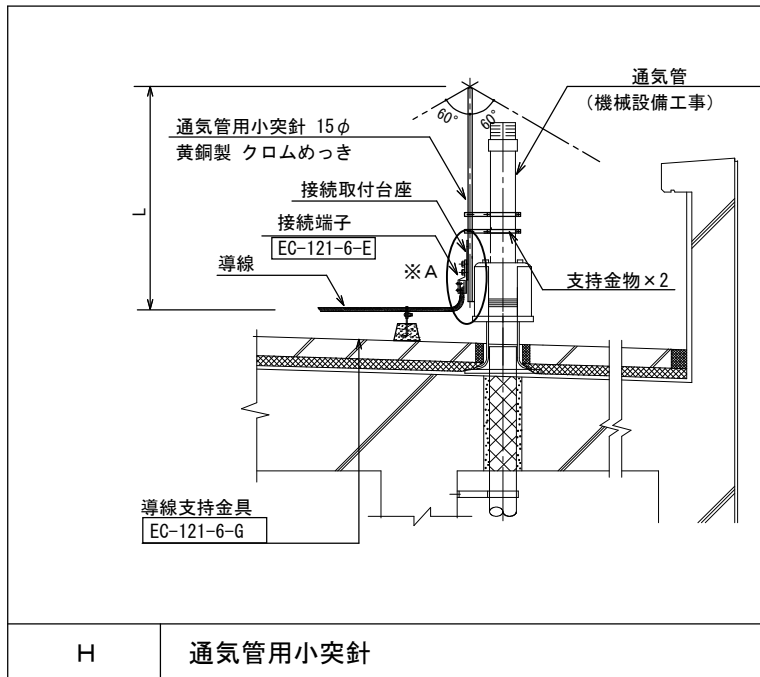 通気管
(機械設備工事)
60°
60°
通気管用小突針 15φ
黄銅製 クロムめっき
接続取付台座
接続端子
EC-121-6-E
※A
導線
支持金物×2
L
導線支持金具
EC-121-6-G
H
通気管用小突針